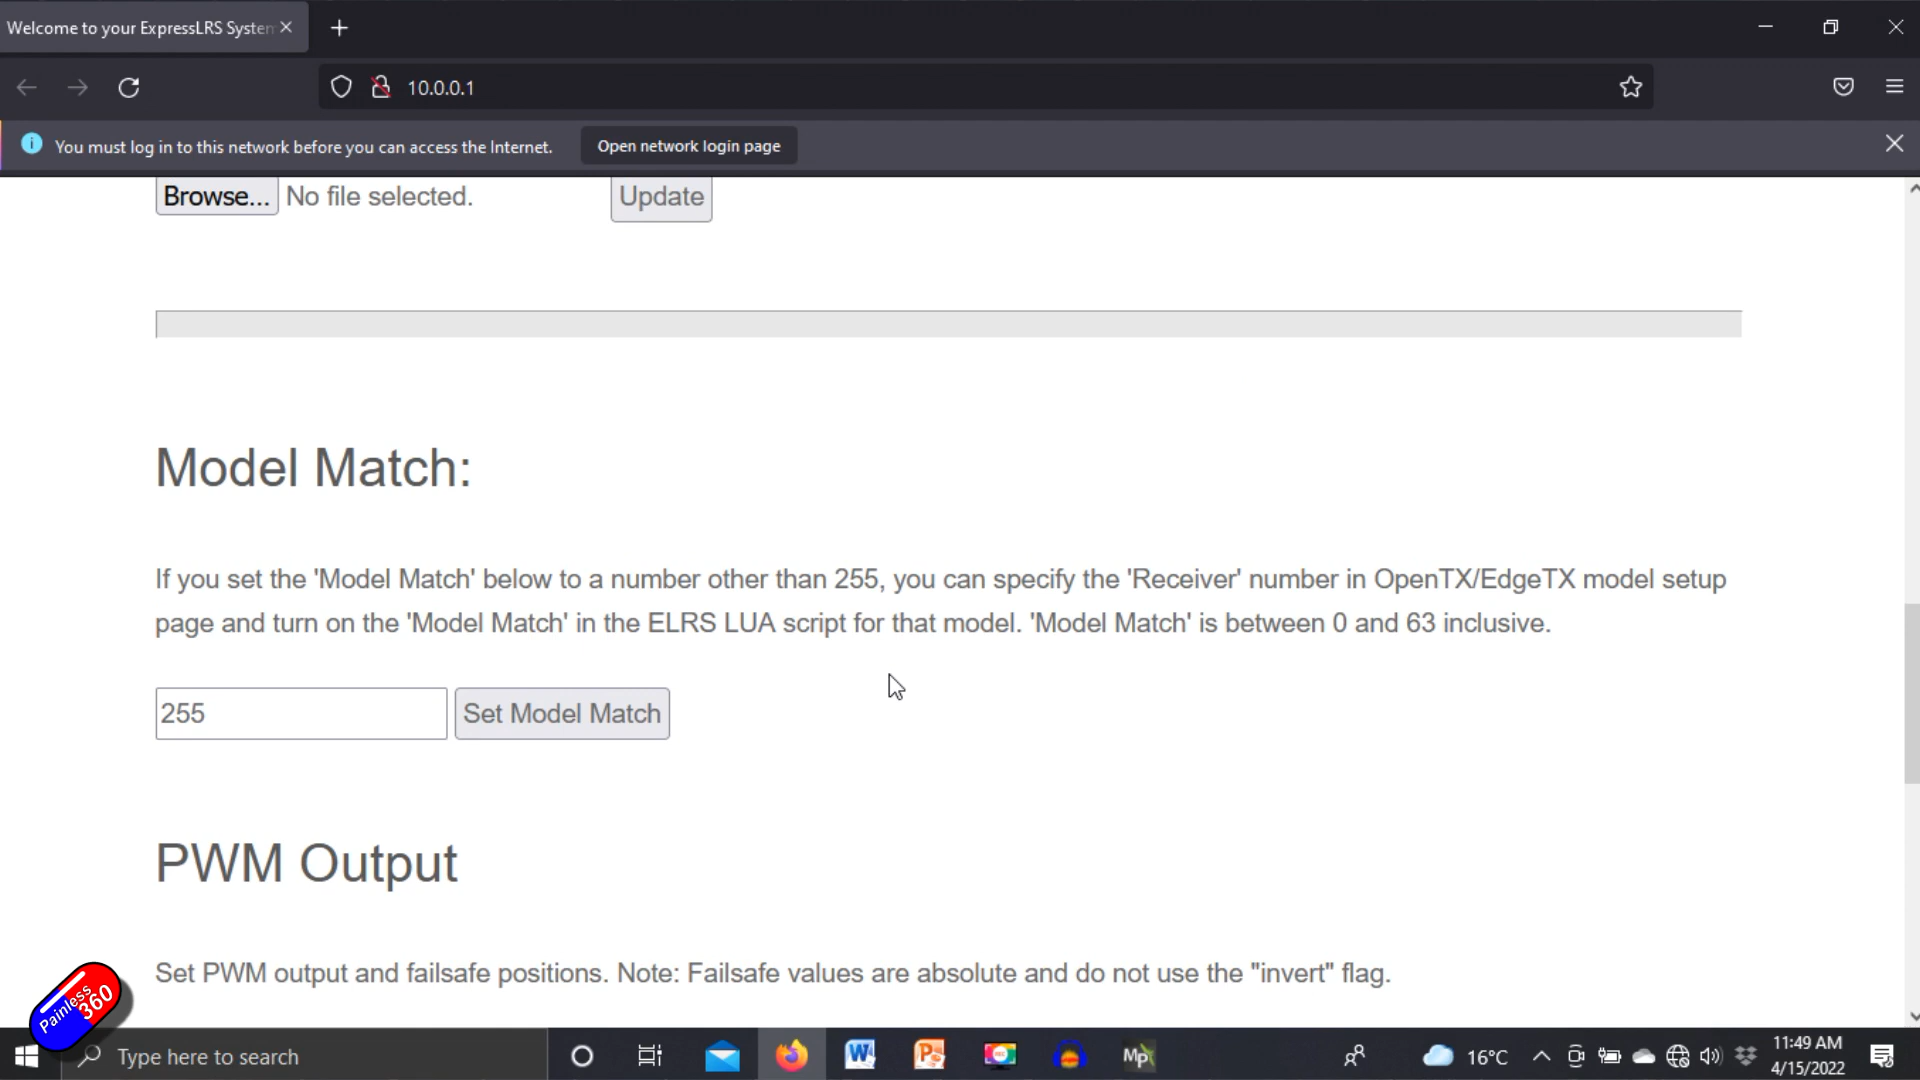 Welcome to your ExpressLRS System
10.0.0.1
You must log in to this network before you can access the Internet.
Open network login page
Browse... No file selected.
Update
Model Match:
If you set the 'Model Match' below to a number other than 255, you can specify the 'Receiver' number in OpenTX/EdgeTX model setup
page and turn on the 'Model Match' in the ELRS LUA script for that model. 'Model Match' is between 0 and 63 inclusive.
255
Set Model Match
PWM Output
Set PWM output and failsafe positions. Note: Failsafe values are absolute and do not use the "invert" flag.
Painless
360
Type here to search
W
P
REC
Mp
16°C
11:49 AM
4/15/2022